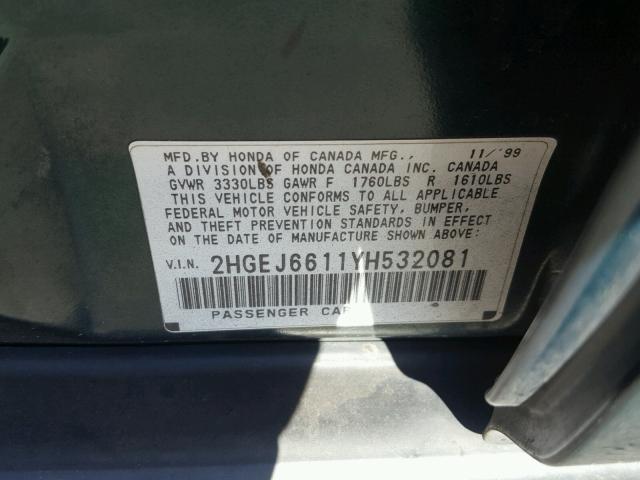 MFD. BY HONDA OF CANADA MFG., 11/'99
A DIVISION OF HONDA CANADA INC. CANADA
GVWR 3330LBS GAWR F 1760LBS R 1610LBS
THIS VEHICLE CONFORMS TO ALL APPLICABLE
FEDERAL MOTOR VEHICLE SAFETY, BUMPER,
AND THEFT PREVENTION STANDARDS IN EFFECT
ON THE DATE OF MANUFACTURE SHOWN ABOVE:
V.I.N. 2HGEJ6611YH532081
PASSENGER CAR